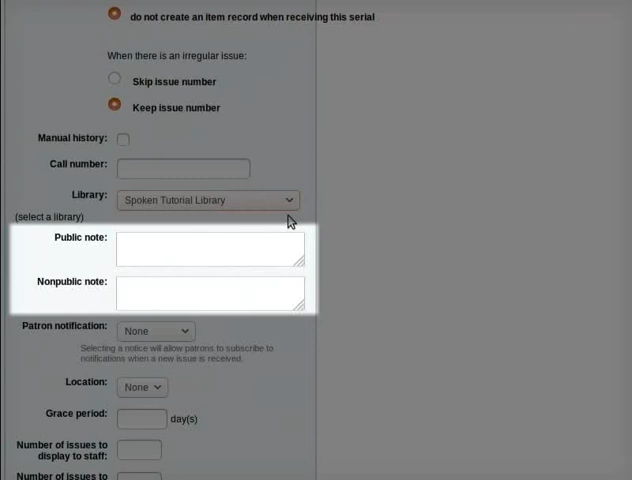 do not create an item record when receiving this serial
When there is an irregular issue:
Skip issue number
Keep issue number
Manual history:
Call number:
Library: Spoken Tutorial Library
(select a library)
Public note:
Nonpublic note:
Patron notification: None
Selecting a notice will allow patrons to subscribe to
notifications when a new issue is received.
Location: None
Grace period: day(s)
Number of issues to
display to staff:
Number of issues to